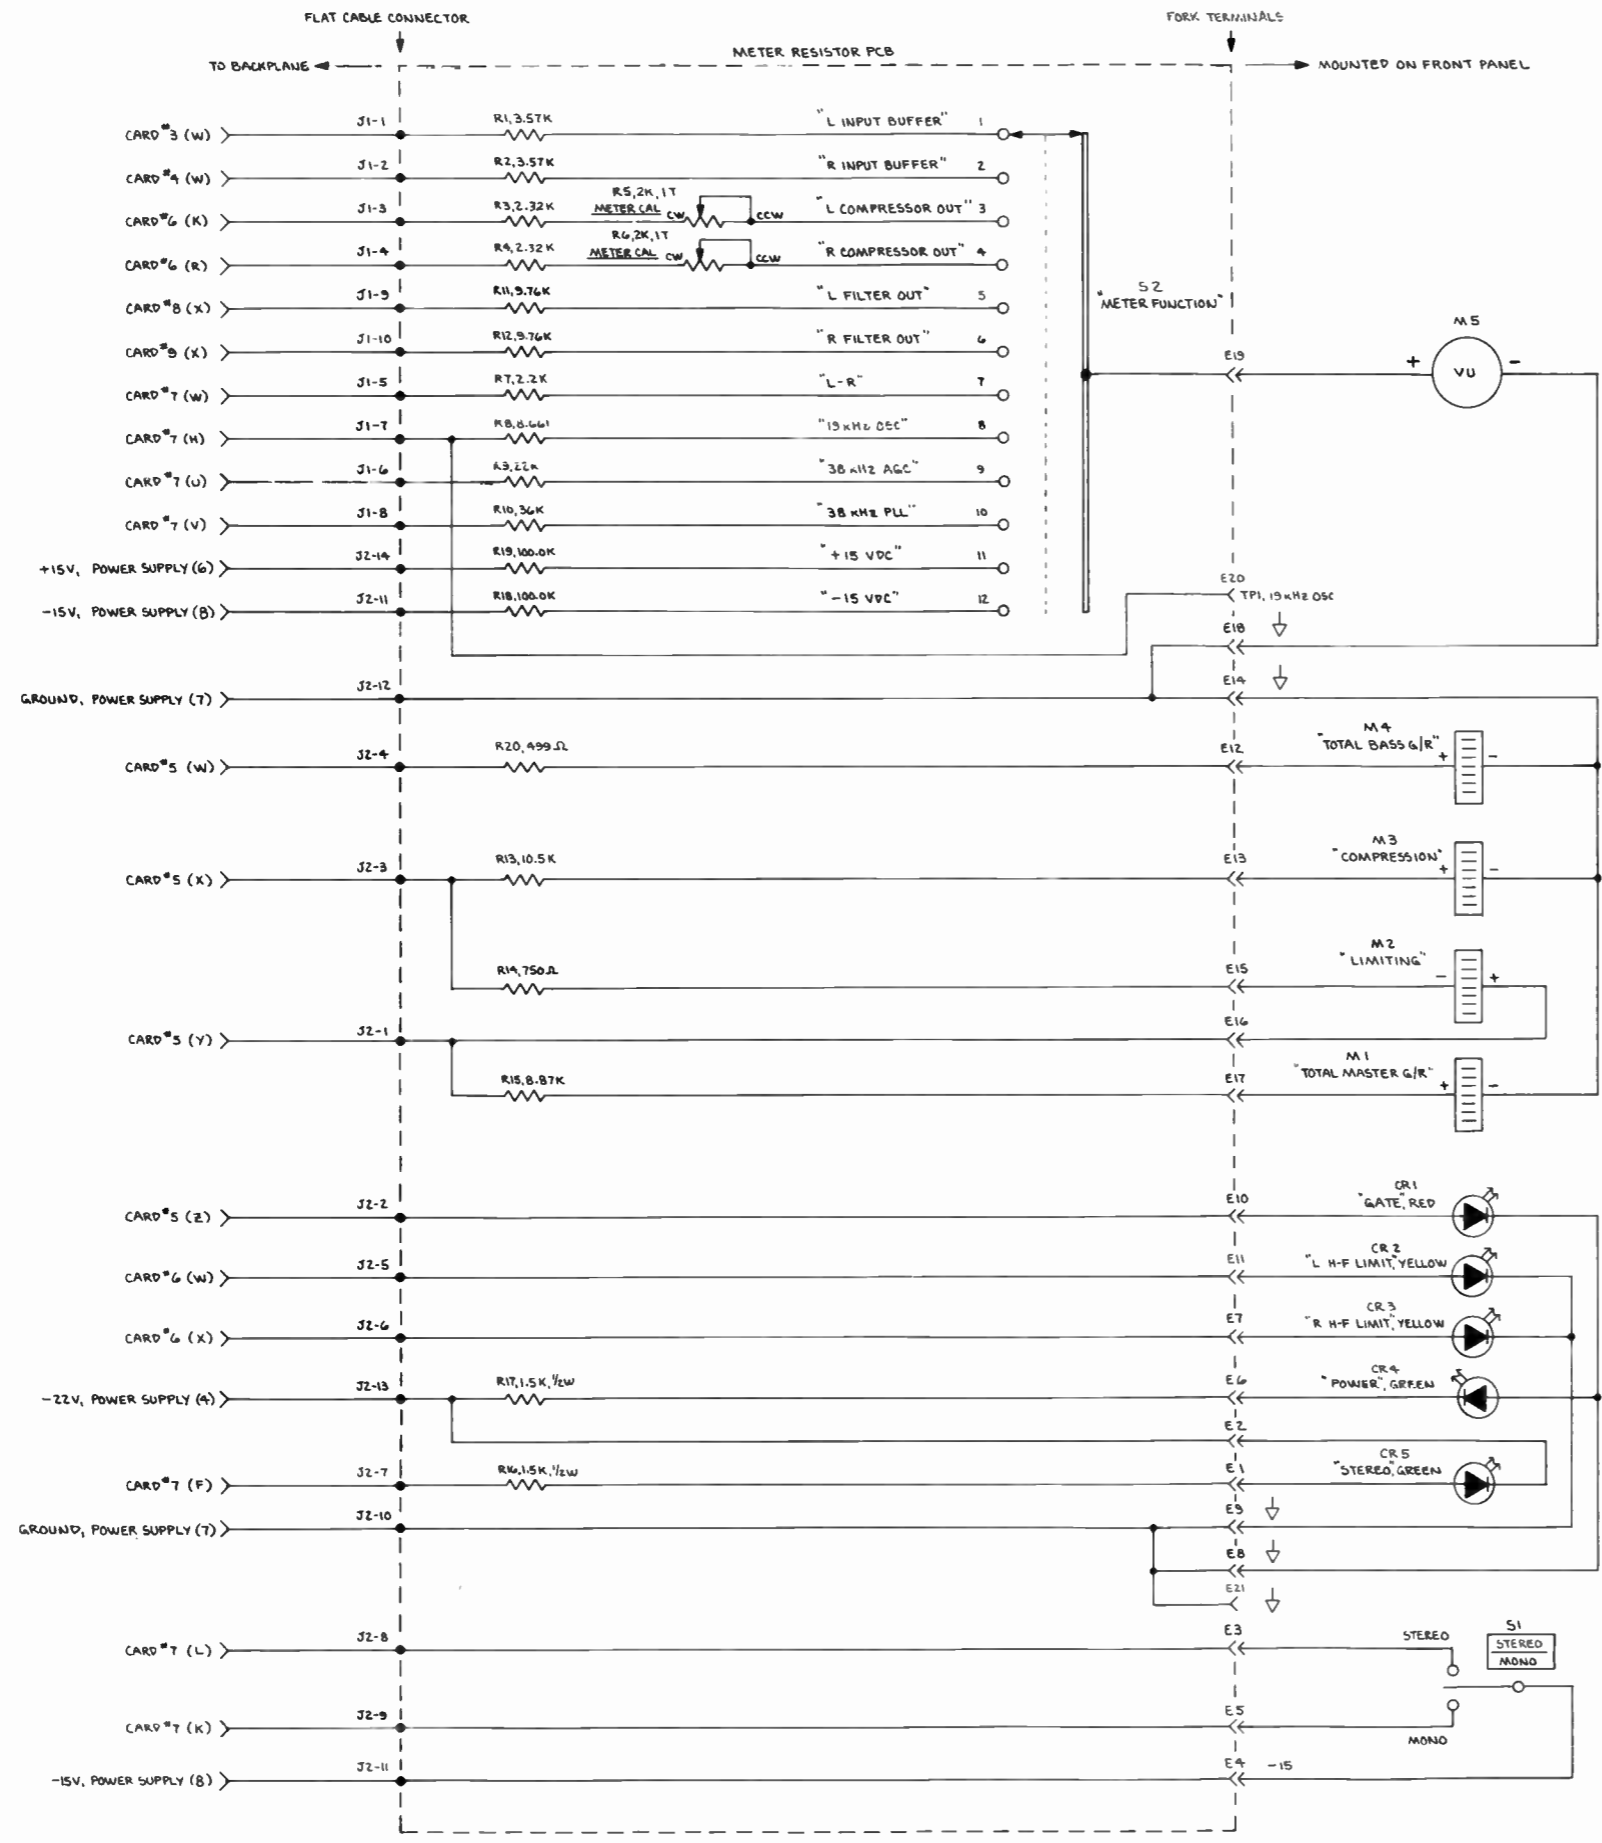 FLAT CABLE CONNECTOR
FORK TERMINALS
TO BACKPLANE
METER RESISTOR PCB
MOUNTED ON FRONT PANEL
CARD #3 (W) J1-1 R1, 3.57K "L INPUT BUFFER" 1
CARD #4 (W) J1-2 R2, 3.57K "R INPUT BUFFER" 2
R5, 2K, 1T
CARD #6 (K) J1-3 R3, 2.32K METER CAL CW CCW "L COMPRESSOR OUT" 3
R6, 2K, 1T
CARD #6 (R) J1-4 R4, 2.32K METER CAL CW CCW "R COMPRESSOR OUT" 4
CARD #8 (X) J1-9 R11, 9.76K "L FILTER OUT" 5
S2
"METER FUNCTION"
CARD #9 (X) J1-10 R12, 9.76K "R FILTER OUT" 6
E19 + M5 VU -
CARD #7 (W) J1-5 R7, 2.2K "L-R" 7
CARD #7 (H) J1-7 "19 kHz OSC" 8
CARD #7 (U) J1-6 "38 kHz AGC" 9
CARD #7 (V) J1-8 R10, 36K "38 kHz PLL" 10
+15V, POWER SUPPLY (6) J2-14 R19, 100.0K "+15 VDC" 11
-15V, POWER SUPPLY (8) J2-11 R18, 100.0K "-15 VDC" 12
E20 TP1, 19 kHz OSC
E18
GROUND, POWER SUPPLY (7) J2-12 E14
M4
"TOTAL BASS G/R"
CARD #5 (W) J2-4 R20, 499Ω E12 + -
M3
"COMPRESSION"
CARD #5 (X) J2-3 R13, 10.5K E13 + -
M2
"LIMITING"
R14, 750Ω E15 - +
CARD #5 (Y) J2-1 E16
M1
"TOTAL MASTER G/R"
R15, 8.87K E17 + -
CR1
"GATE", RED
CARD #5 (Z) J2-2 E10
CR2
"L H-F LIMIT", YELLOW
CARD #6 (W) J2-5 E11
CR3
"R H-F LIMIT", YELLOW
CARD #6 (X) J2-6 E7
CR4
"POWER", GREEN
-22V, POWER SUPPLY (4) J2-13 R17, 1.5K, 1/2W E6
E2
CR5
"STEREO", GREEN
CARD #7 (F) J2-7 R16, 1.5K, 1/2W E1
GROUND, POWER SUPPLY (7) J2-10 E9
E8
E21
CARD #7 (L) J2-8 E3 STEREO
S1
STEREO
MONO
CARD #7 (K) J2-9 E5
MONO
-15V, POWER SUPPLY (8) J2-11 E4 -15